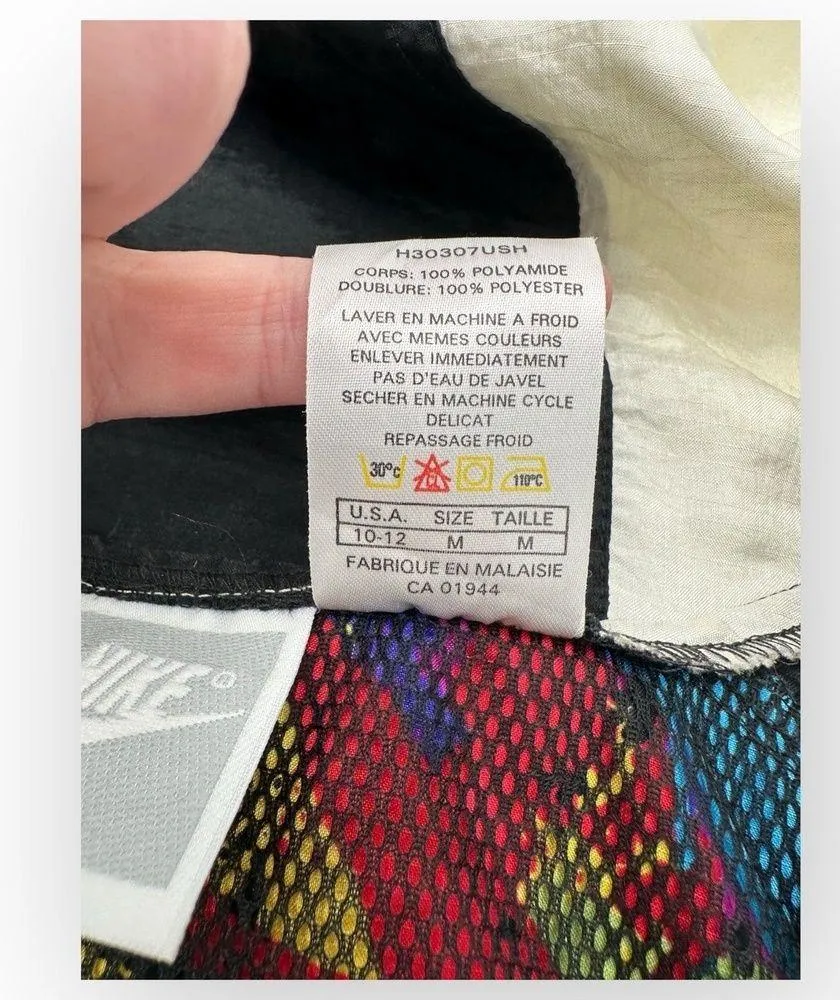 H30307USH
CORPS: 100% POLYAMIDE
DOUBLURE: 100% POLYESTER
LAVER EN MACHINE A FROID
AVEC MEMES COULEURS
ENLEVER IMMEDIATEMENT
PAS D'EAU DE JAVEL
SECHER EN MACHINE CYCLE
DELICAT
REPASSAGE FROID
30°C CL 110°C
U.S.A. SIZE TAILLE
10-12 M M
FABRIQUE EN MALAISIE
CA 01944
NIKE